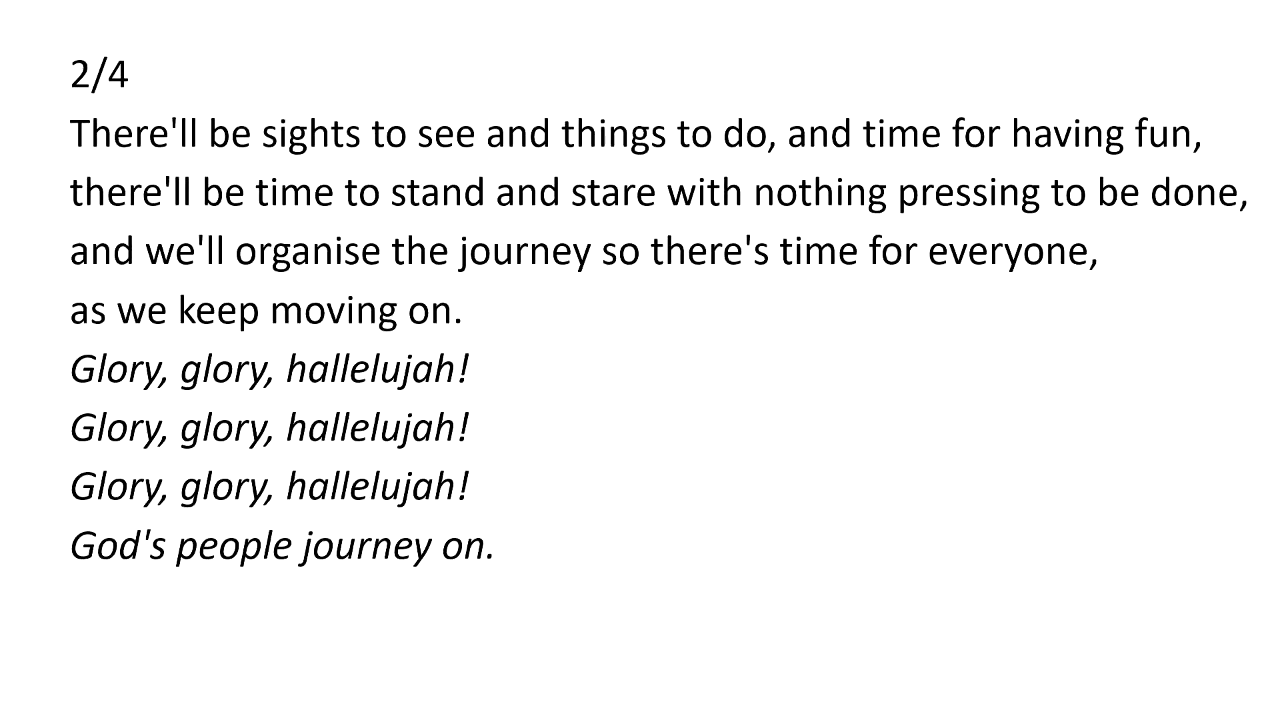 2/4
There'll be sights to see and things to do, and time for having fun,
there'll be time to stand and stare with nothing pressing to be done,
and we'll organise the journey so there's time for everyone,
as we keep moving on.
Glory, glory, hallelujah!
Glory, glory, hallelujah!
Glory, glory, hallelujah!
God's people journey on.